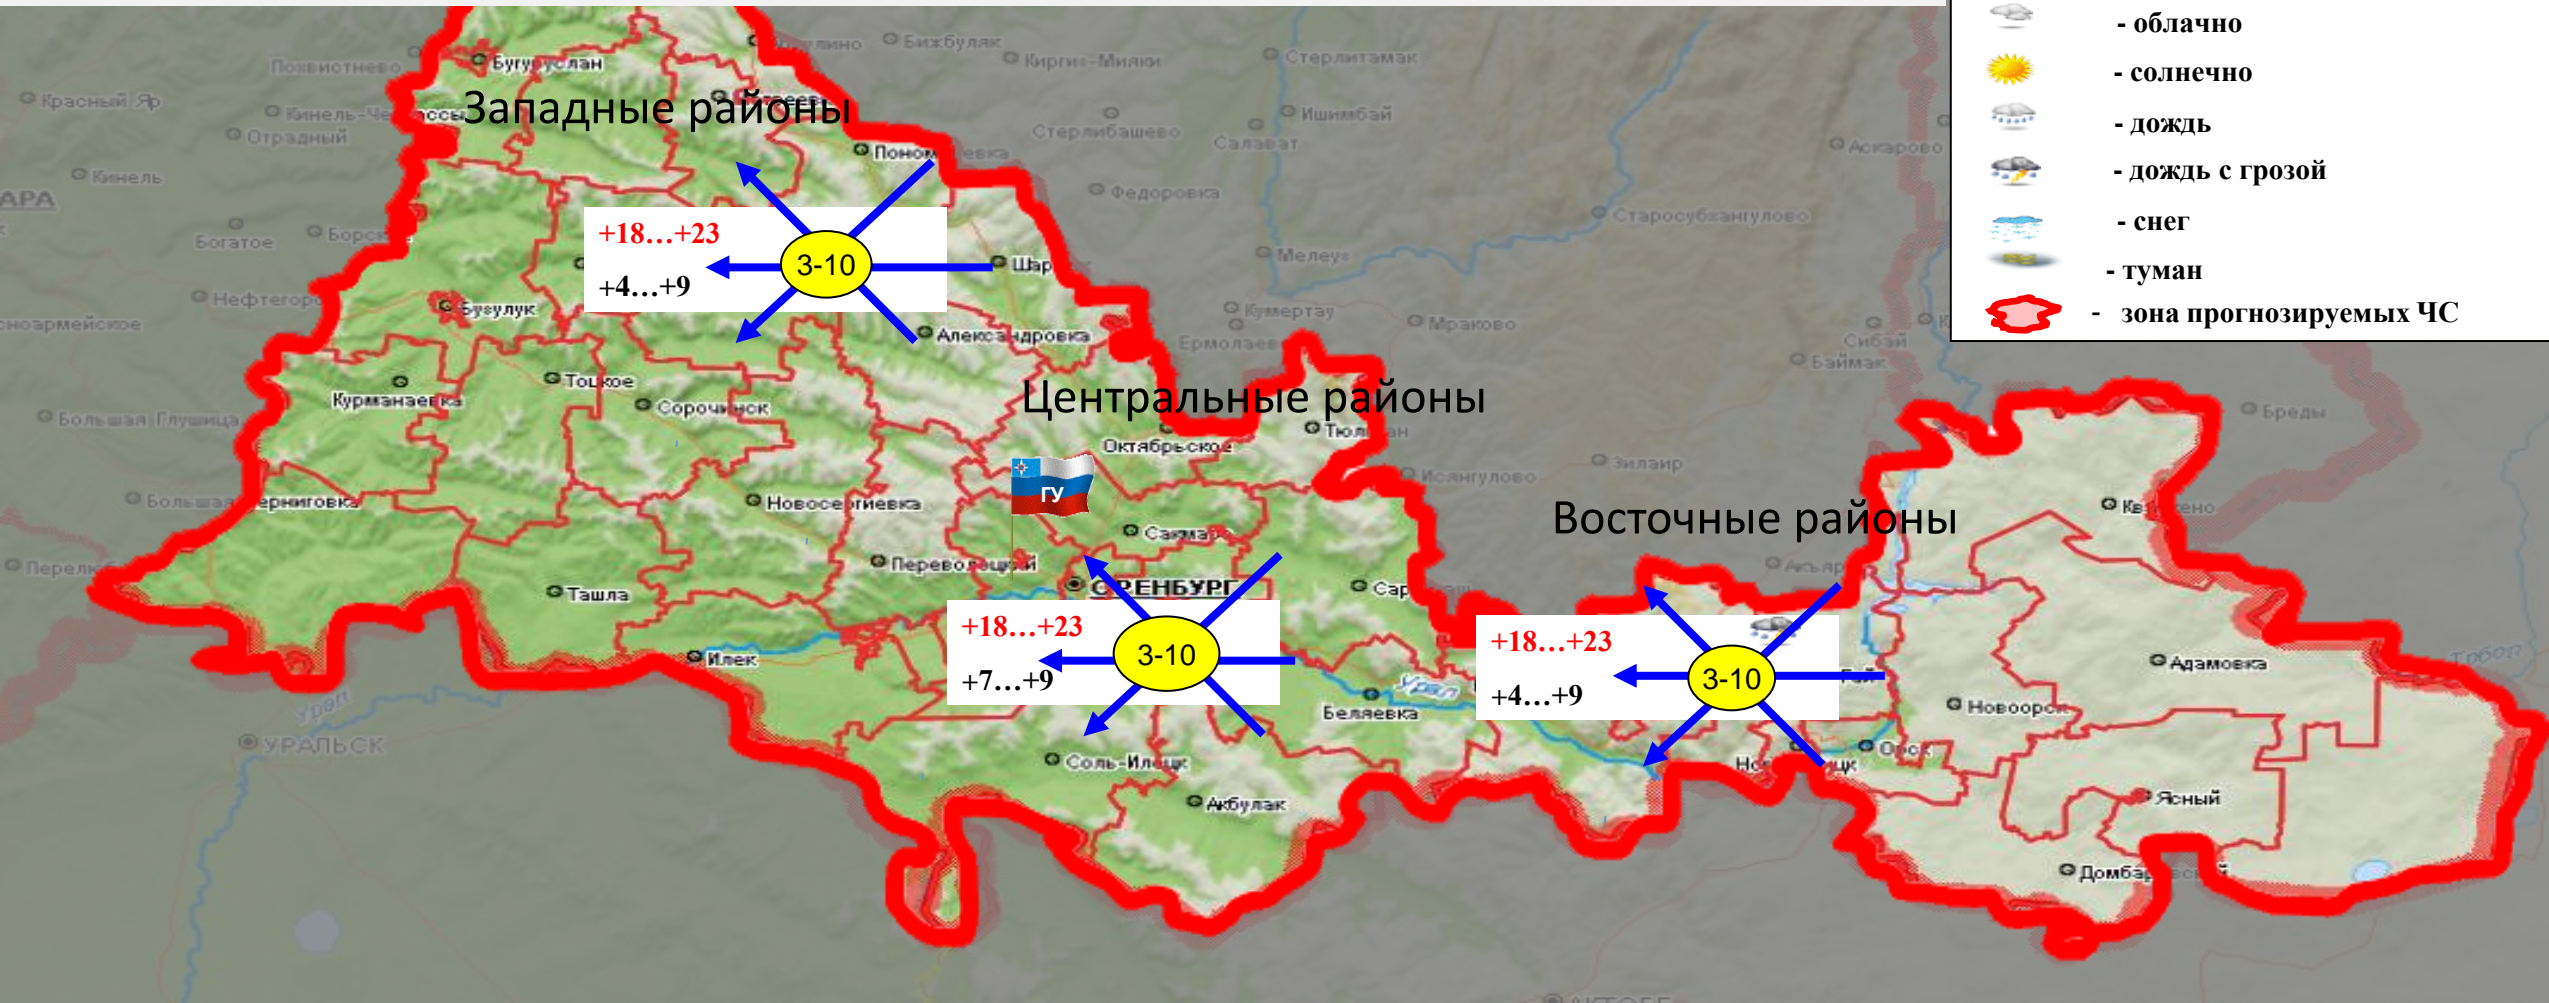 - облачно
- солнечно
- дождь
- дождь с грозой
- снег
- туман
- зона прогнозируемых ЧС
Бижбуляк
Киргиз-Мияки
Стерлитамак
Бугуруслан
Похвистнево
Красный Яр
Отрадный
Западные районы
Ишимбай
Стерлибашево
Салават
Аскарово
Кинель
Федоровка
Старосубхангулово
Богатое
Мелеуз
+18...+23
+4...+9
3-10
Бузулук
Александровка
Кумертау
Мраково
Сибай
Баймак
Тоцкое
Курманаевка
Сорочинск
Центральные районы
Бреды
Большая Глушица
Октябрьское
Исянгулово
Зилаир
ГУ
Новосергиевка
Восточные районы
Переволоцкий
Ташла
ОРЕНБУРГ
+18...+23
+7...+9
3-10
+18...+23
+4...+9
3-10
Илек
Урал
Беляевка
Адамовка
Новоорск
Урал
УРАЛЬСК
Соль-Илецк
Орск
Акбулак
Ясный